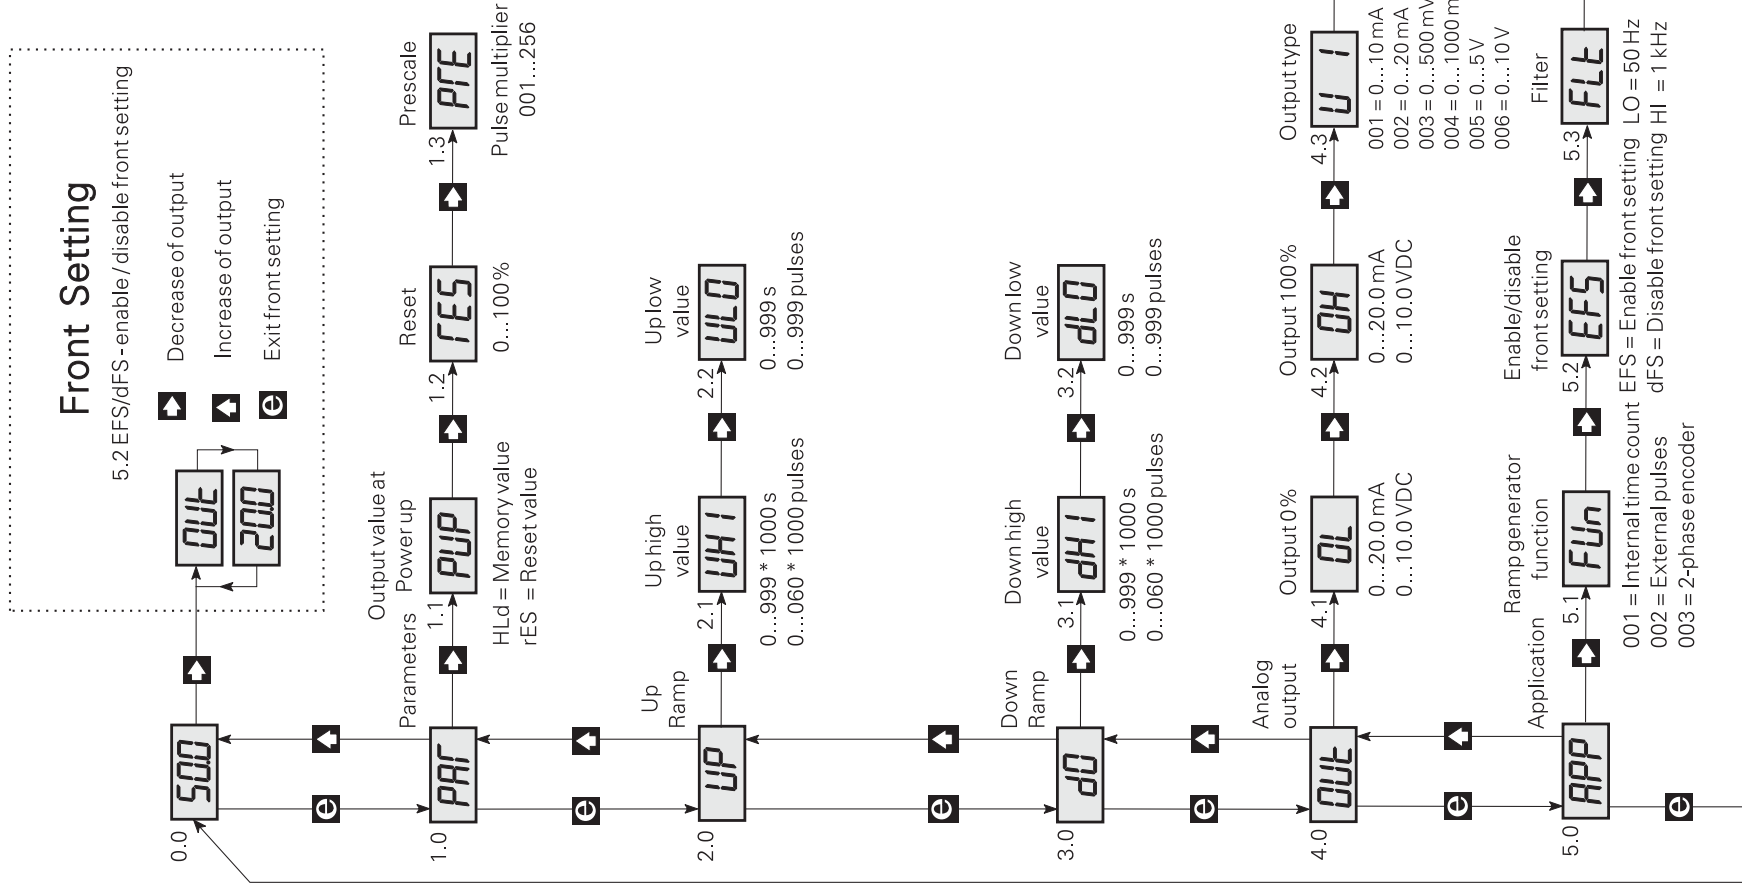 Front Setting
5.2 EFS/dFS - enable / disable front setting
Decrease of output
Increase of output
e Exit front setting
OUt
20.0
0.0
50.0
e
1.0
PAr
Parameters
1.1
Output value at
Power up
PUP
HLd = Memory value
rES = Reset value
1.2
Reset
rES
0...100%
1.3
Prescale
PrE
Pulse multiplier
001 ...256
e
2.0
UP
Up
Ramp
2.1
Up high
value
UHI
0...999 * 1000 s
0...060 * 1000 pulses
2.2
Up low
value
ULO
0...999 s
0...999 pulses
e
3.0
dO
Down
Ramp
3.1
Down high
value
dHI
0...999 * 1000 s
0...060 * 1000 pulses
3.2
Down low
value
dLO
0...999 s
0...999 pulses
e
4.0
OUt
Analog
output
4.1
Output 0%
OL
0...20.0 mA
0...10.0 VDC
4.2
Output 100%
OH
0...20.0 mA
0...10.0 VDC
4.3
Output type
U I
001 = 0...10 mA
002 = 0...20 mA
003 = 0...500 mV
004 = 0...1000 m
005 = 0...5 V
006 = 0...10 V
e
5.0
APP
Application
5.1
Ramp generator
function
FUn
001 = Internal time count
002 = External pulses
003 = 2-phase encoder
5.2
Enable/disable
front setting
EFS
EFS = Enable front setting
dFS = Disable front setting
5.3
Filter
FLt
LO = 50 Hz
HI = 1 kHz
e